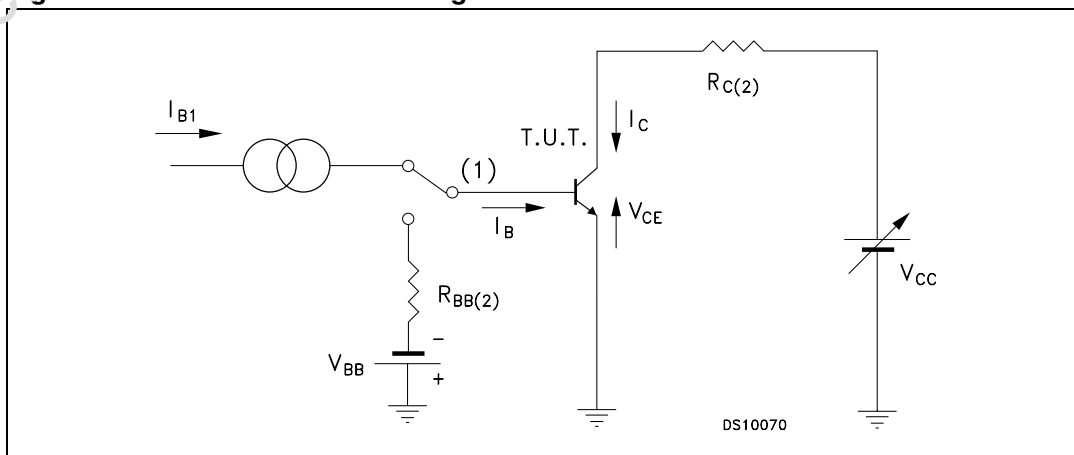 I_B1
R_C(2)
I_C
T.U.T.
(1)
I_B
V_CE
V_CC
R_BB(2)
V_BB
-
+
DS10070